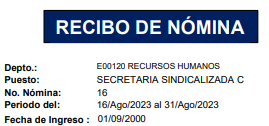 RECIBO DE NÓMINA
Depto.: E00120 RECURSOS HUMANOS
Puesto: SECRETARIA SINDICALIZADA C
No. Nómina: 16
Periodo del: 16/Ago/2023 al 31/Ago/2023
Fecha de Ingreso : 01/09/2000